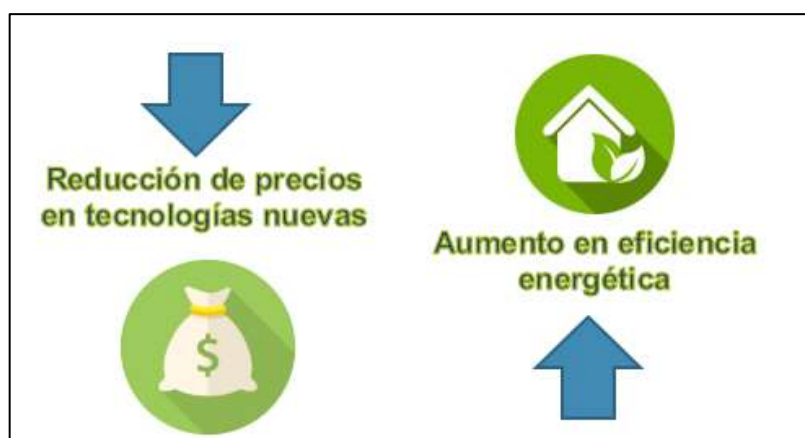 Reducción de precios
en tecnologías nuevas
$
Aumento en eficiencia
energética